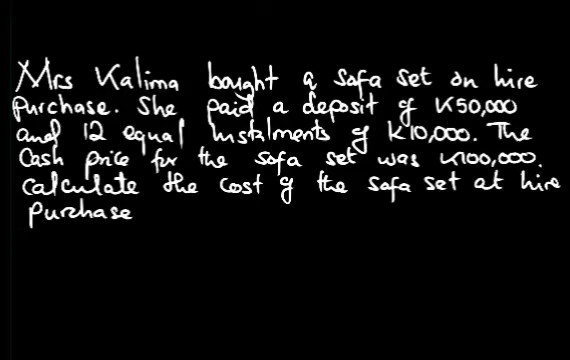 Mrs Kalima bought a sofa set on hire
purchase. She paid a deposit of K50,000
and 12 equal instalments of K10,000. The
Cash price for the sofa set was K100,000.
Calculate the cost of the sofa set at hire
purchase